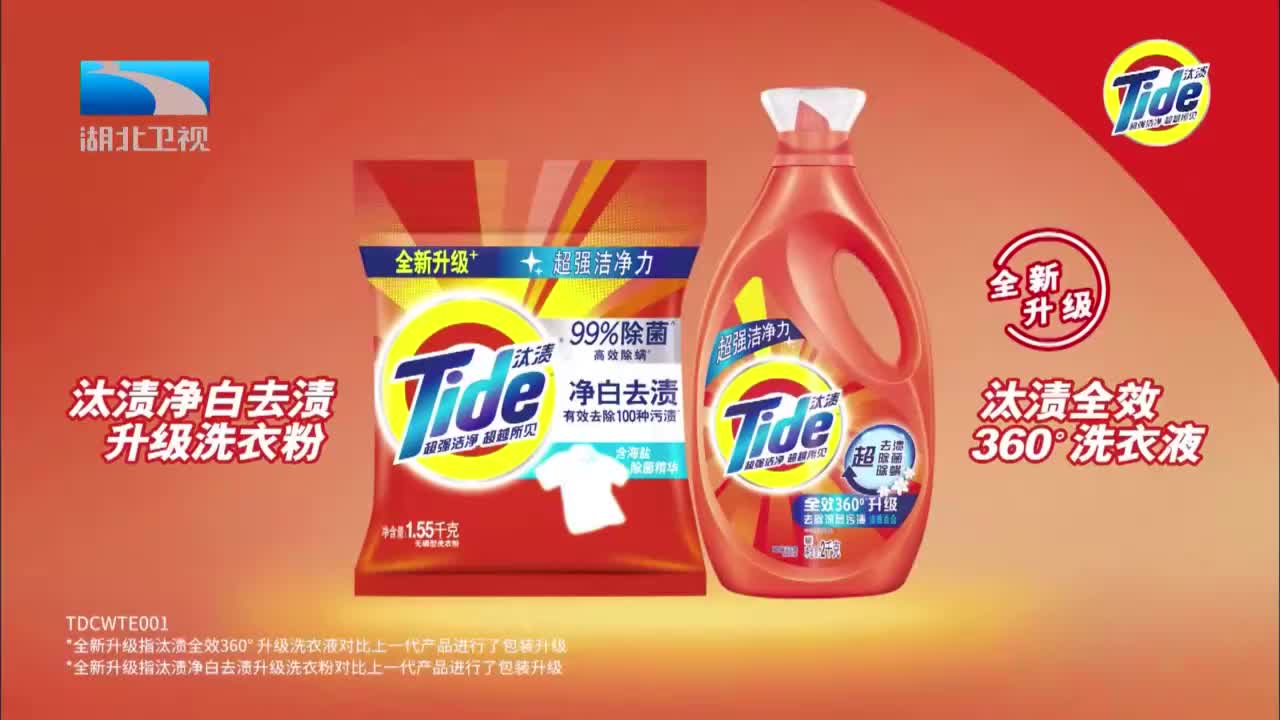 湖北卫视
Tide
汰渍
超强洁净 超越所见
全新升级+
超强洁净力
Tide
汰渍
超强洁净 超越所见
99%除菌^
高效除螨*
净白去渍
有效去除100种污渍*
含海盐
除菌精华
净含量:1.55千克
无磷型洗衣粉
超强洁净力
Tide
汰渍
超强洁净 超越所见
超
去渍
除菌
除螨
全效360°升级
2千克
全新
升级
汰渍净白去渍
升级洗衣粉
汰渍全效
360°洗衣液
TDCWTE001
*全新升级指汰渍全效360°升级洗衣液对比上一代产品进行了包装升级
*全新升级指汰渍净白去渍升级洗衣粉对比上一代产品进行了包装升级